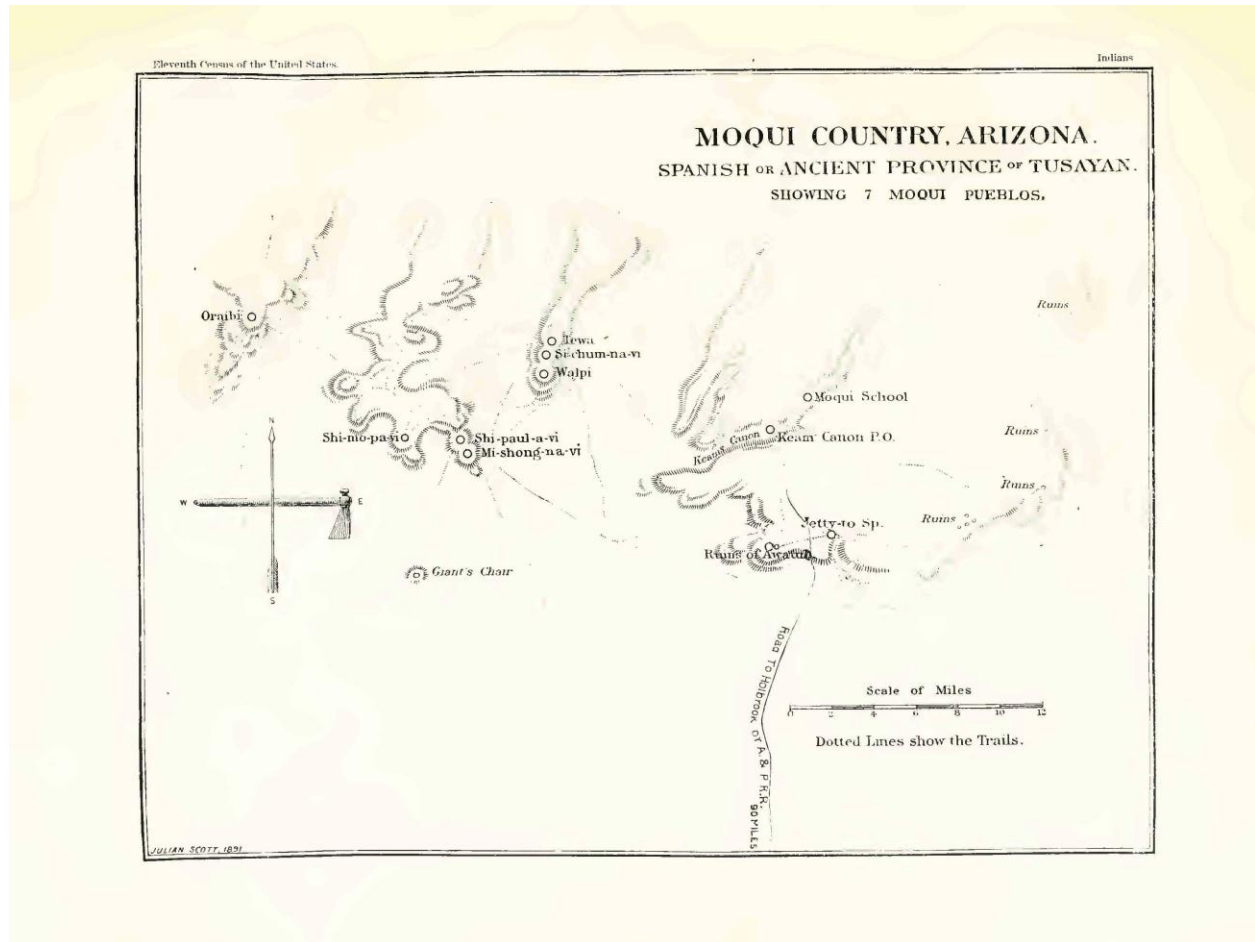 Eleventh Census of the United States.
Indians
MOQUI COUNTRY, ARIZONA.
SPANISH OR ANCIENT PROVINCE OF TUSAYAN.
SHOWING 7 MOQUI PUEBLOS.
Ruins
Oraibi
Tewa
Sichum-na-vi
Walpi
Moqui School
Shi-mo-pa-vi
Shi-paul-a-vi
Keams Canon
Keam Canon P.O.
Ruins
Mi-shong-na-vi
N
W
E
S
Ruins
Jetty-to Sp.
Ruins
Ruins of Awatubi
Giant's Chair
Road To Holbrook or A. & P. R.R. 90 MILES
Scale of Miles
0 2 4 6 8 10 12
Dotted Lines show the Trails.
JULIAN SCOTT, 1891